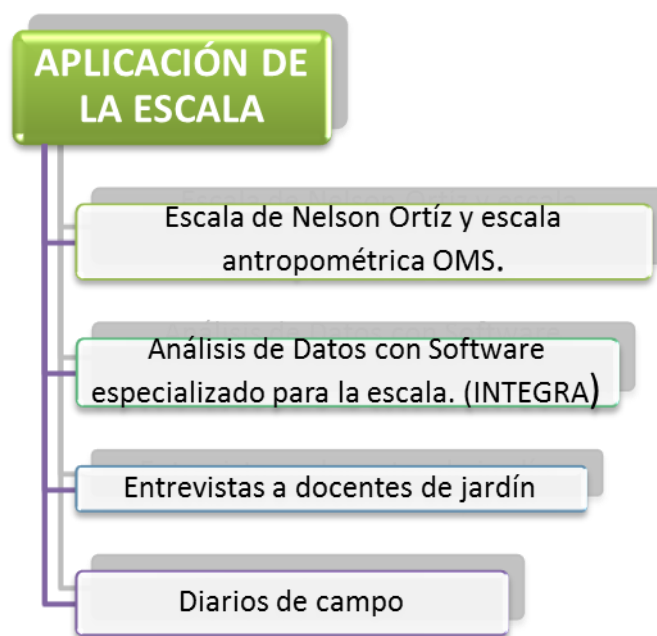 APLICACIÓN DE
LA ESCALA
Escala de Nelson Ortíz y escala
antropométrica OMS.
Análisis de Datos con Software
especializado para la escala. (INTEGRA)
Entrevistas a docentes de jardín
Diarios de campo